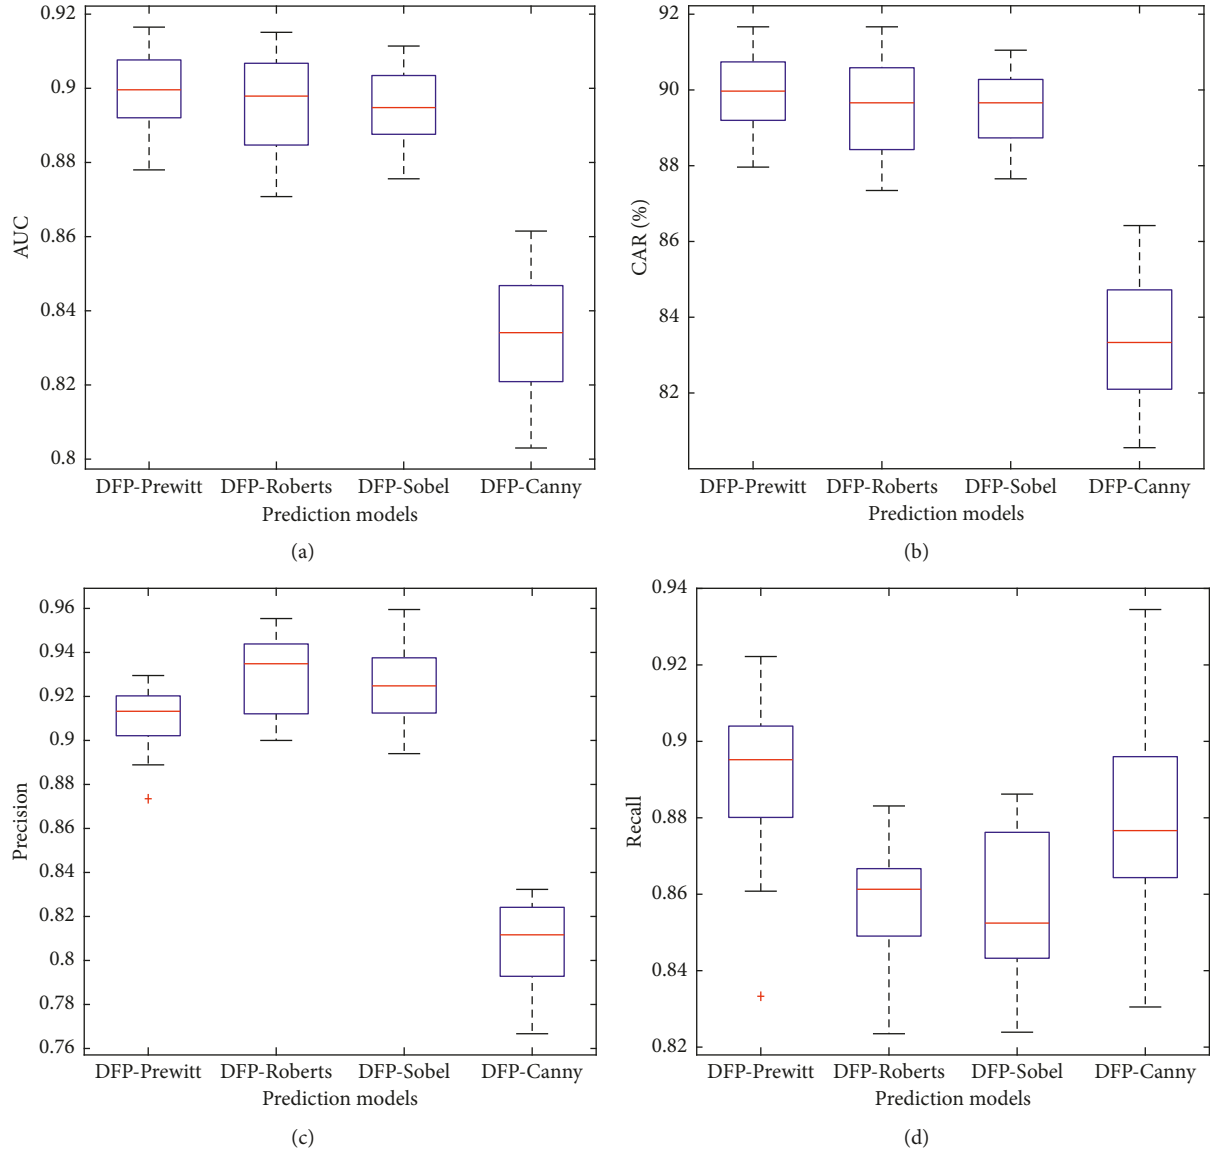 0.92
0.9
0.88
0.86
0.84
0.82
0.8
AUC
DFP-Prewitt DFP-Roberts DFP-Sobel DFP-Canny
Prediction models
(a)
92
90
88
86
84
82
CAR (%)
DFP-Prewitt DFP-Roberts DFP-Sobel DFP-Canny
Prediction models
(b)
0.96
0.94
0.92
0.9
0.88
0.86
0.84
0.82
0.8
0.78
0.76
Precision
DFP-Prewitt DFP-Roberts DFP-Sobel DFP-Canny
Prediction models
(c)
0.94
0.92
0.9
0.88
0.86
0.84
0.82
Recall
DFP-Prewitt DFP-Roberts DFP-Sobel DFP-Canny
Prediction models
(d)